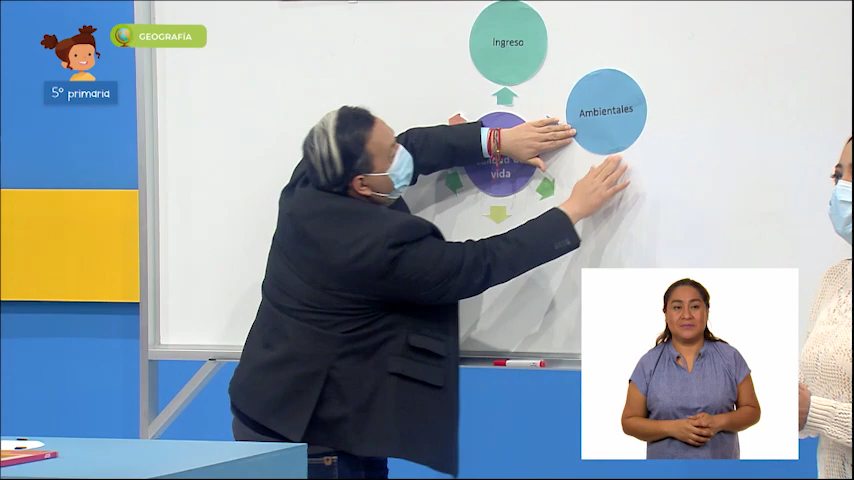 GEOGRAFÍA
5° primaria
Ingreso
Ambientales
vida